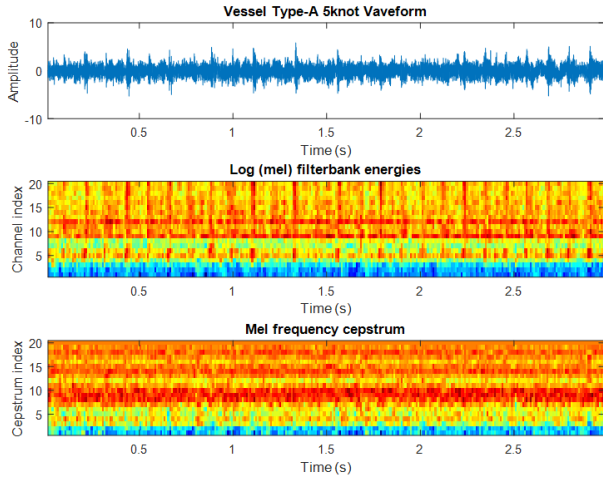 Vessel Type-A 5knot Vaveform
10
0
-10
Amplitude
0.5 1 1.5 2 2.5
Time (s)
Log (mel) filterbank energies
20
15
10
5
Channel index
0.5 1 1.5 2 2.5
Time (s)
Mel frequency cepstrum
20
15
10
5
Cepstrum index
0.5 1 1.5 2 2.5
Time (s)